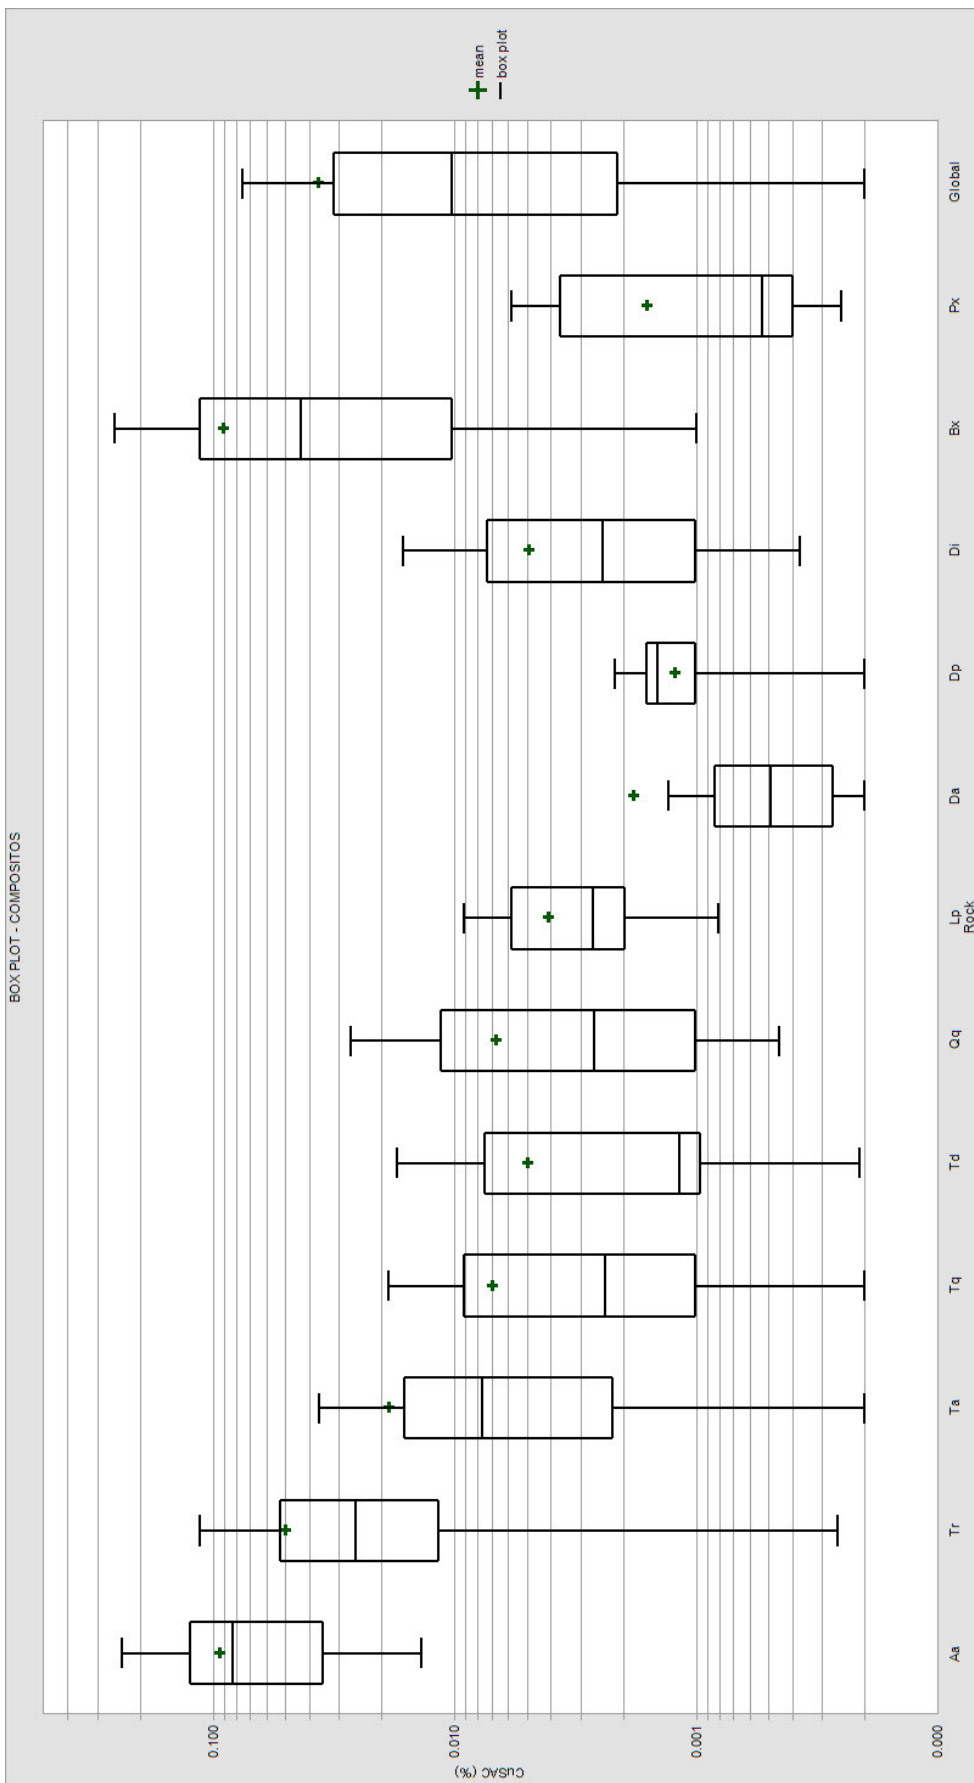 BOX PLOT - COMPOSITOS
mean
box plot
CuSAC (%)
0.100
0.010
0.001
0.000
Aa
Tr
Ta
Tq
Td
Qq
Lp
Da
Dp
Di
Bx
Px
Global
Rock